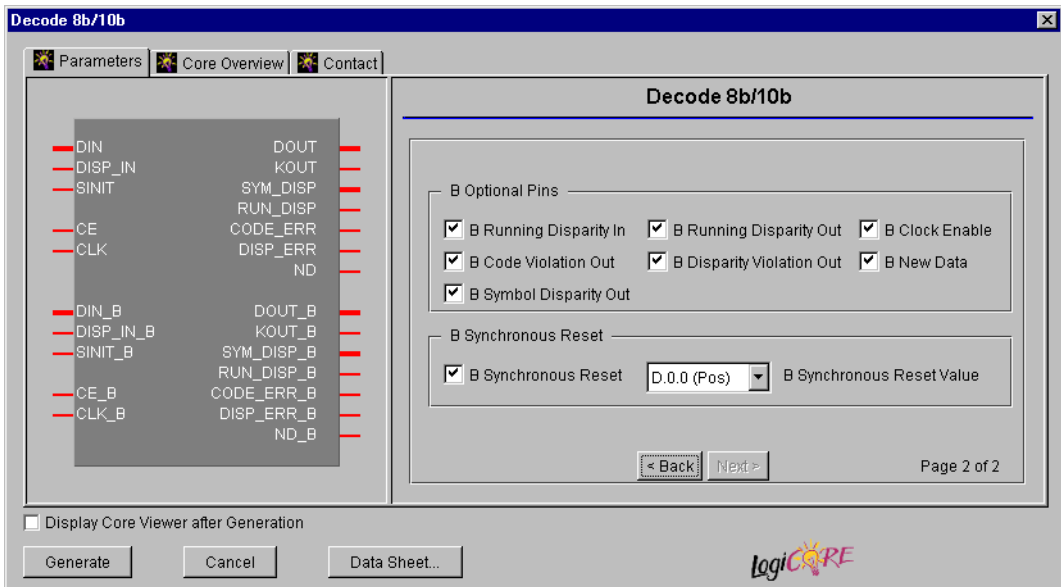 Decode 8b/10b
Parameters Core Overview Contact
Decode 8b/10b
DIN DOUT
DISP_IN KOUT
SINIT SYM_DISP
RUN_DISP
CE CODE_ERR
CLK DISP_ERR
ND
DIN_B DOUT_B
DISP_IN_B KOUT_B
SINIT_B SYM_DISP_B
RUN_DISP_B
CE_B CODE_ERR_B
CLK_B DISP_ERR_B
ND_B
B Optional Pins
B Running Disparity In B Running Disparity Out B Clock Enable
B Code Violation Out B Disparity Violation Out B New Data
B Symbol Disparity Out
B Synchronous Reset
B Synchronous Reset D.0.0 (Pos) B Synchronous Reset Value
< Back Next > Page 2 of 2
Display Core Viewer after Generation
Generate Cancel Data Sheet... LogiCORE